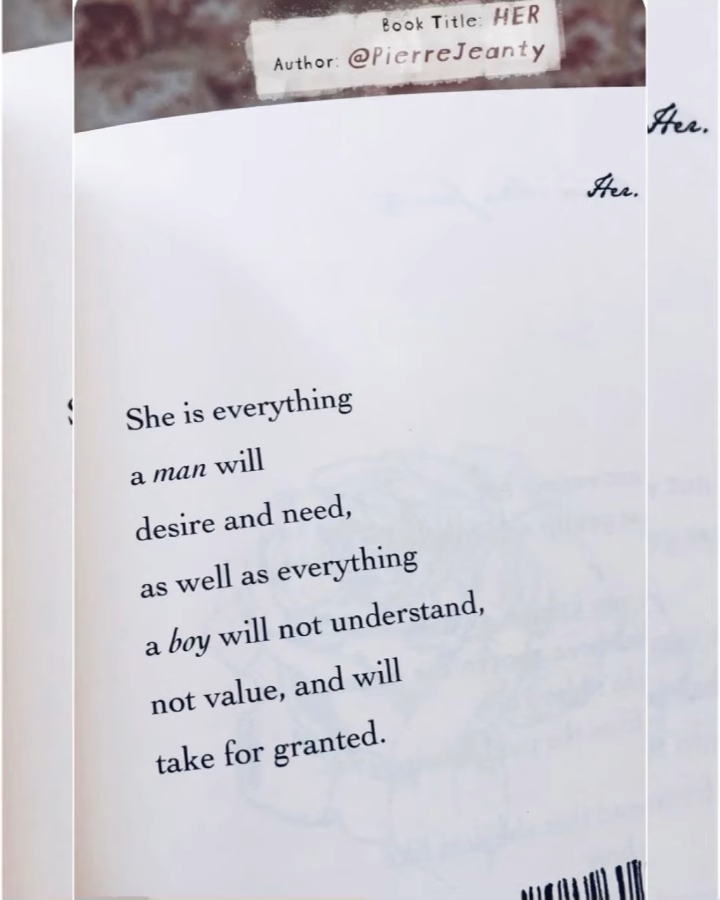 Book Title: HER
Author: @PierreJeanty
Her.
Her.
She is everything
a man will
desire and need,
as well as everything
a boy will not understand,
not value, and will
take for granted.